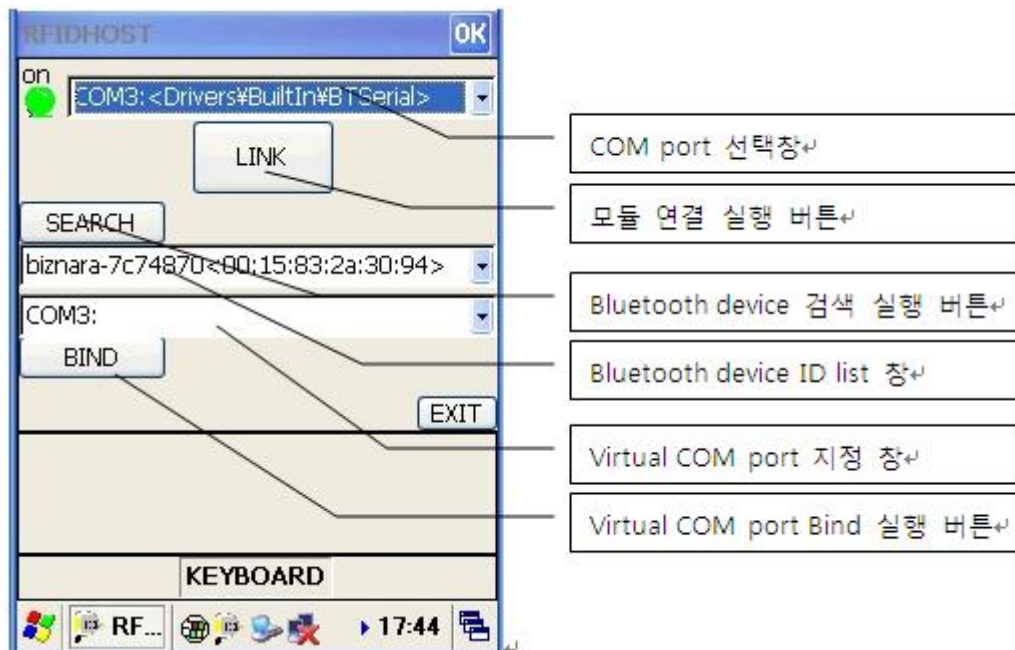 RFIDHOST
OK
on
COM3:<Drivers¥BuiltIn¥BTSerial>
LINK
SEARCH
biznara-7c74870<00:15:83:2a:30:94>
COM3:
BIND
EXIT
KEYBOARD
RF...
17:44
COM port 선택창
모듈 연결 실행 버튼
Bluetooth device 검색 실행 버튼
Bluetooth device ID list 창
Virtual COM port 지정 창
Virtual COM port Bind 실행 버튼